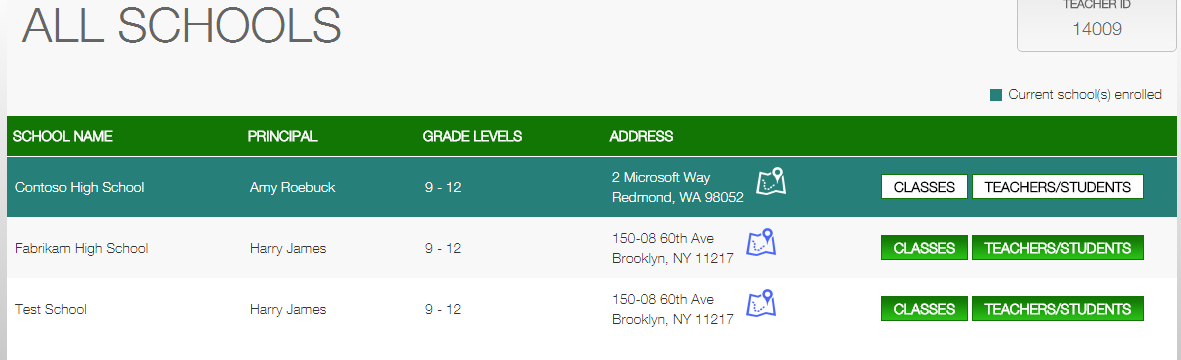 ALL SCHOOLS
TEACHER ID
14009
Current school(s) enrolled
SCHOOL NAME PRINCIPAL GRADE LEVELS ADDRESS
Contoso High School Amy Roebuck 9 - 12 2 Microsoft Way
Redmond, WA 98052 CLASSES TEACHERS/STUDENTS
Fabrikam High School Harry James 9 - 12 150-08 60th Ave
Brooklyn, NY 11217 CLASSES TEACHERS/STUDENTS
Test School Harry James 9 - 12 150-08 60th Ave
Brooklyn, NY 11217 CLASSES TEACHERS/STUDENTS